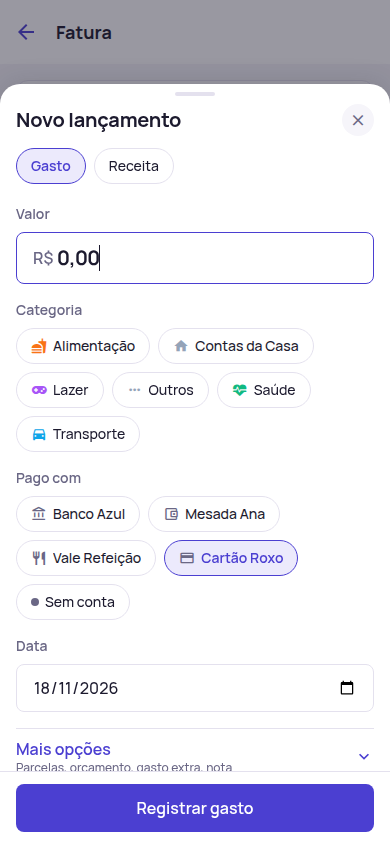 Fatura
Novo lançamento
Gasto Receita
Valor
R$ 0,00
Categoria
Alimentação Contas da Casa
Lazer Outros Saúde
Transporte
Pago com
Banco Azul Mesada Ana
Vale Refeição Cartão Roxo
Sem conta
Data
18/11/2026
Mais opções
Parcelas, orçamento, gasto extra, nota
Registrar gasto